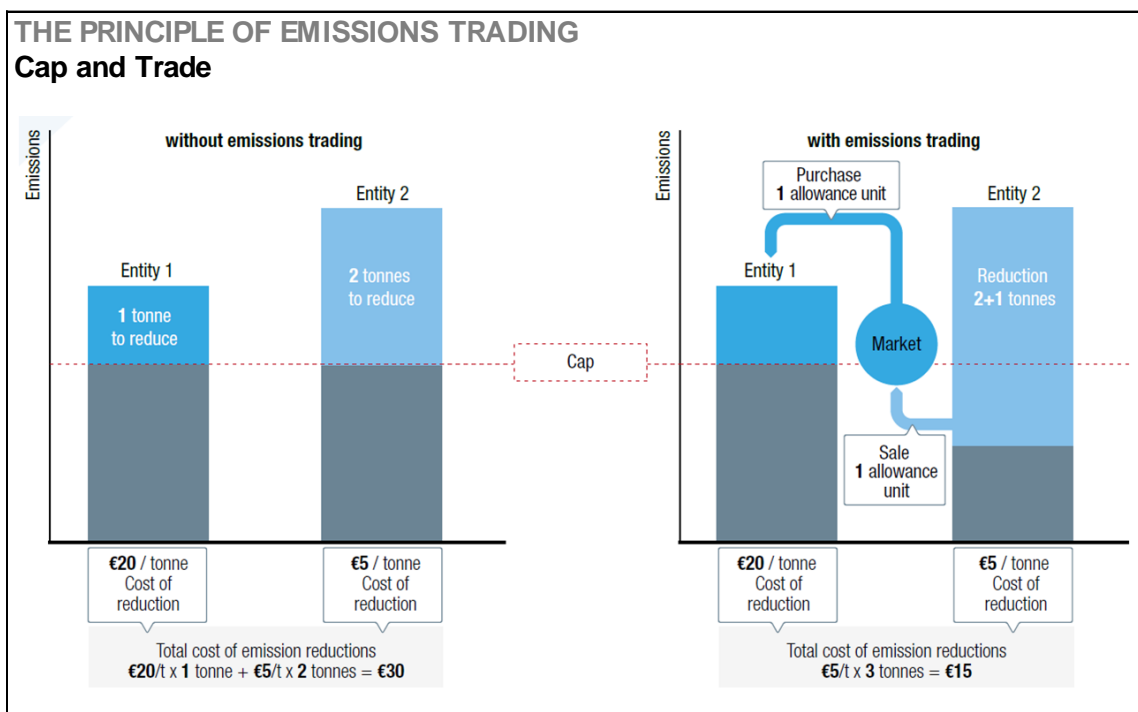 THE PRINCIPLE OF EMISSIONS TRADING
Cap and Trade
Emissions
without emissions trading
Entity 2
Entity 1
2 tonnes
to reduce
1 tonne
to reduce
€20 / tonne
Cost of
reduction
€5 / tonne
Cost of
reduction
Total cost of emission reductions
€20/t x 1 tonne + €5/t x 2 tonnes = €30
Cap
Emissions
with emissions trading
Purchase
1 allowance unit
Entity 2
Entity 1
Reduction
2+1 tonnes
Market
Sale
1 allowance
unit
€20 / tonne
Cost of
reduction
€5 / tonne
Cost of
reduction
Total cost of emission reductions
€5/t x 3 tonnes = €15